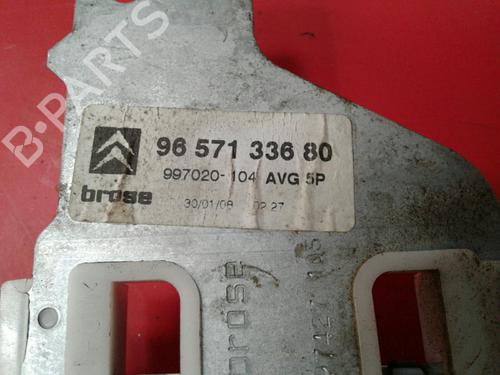 B-PARTS
96 571 336 80
997020-104 AVG 5P
brose
30/01/08 02 27
brose